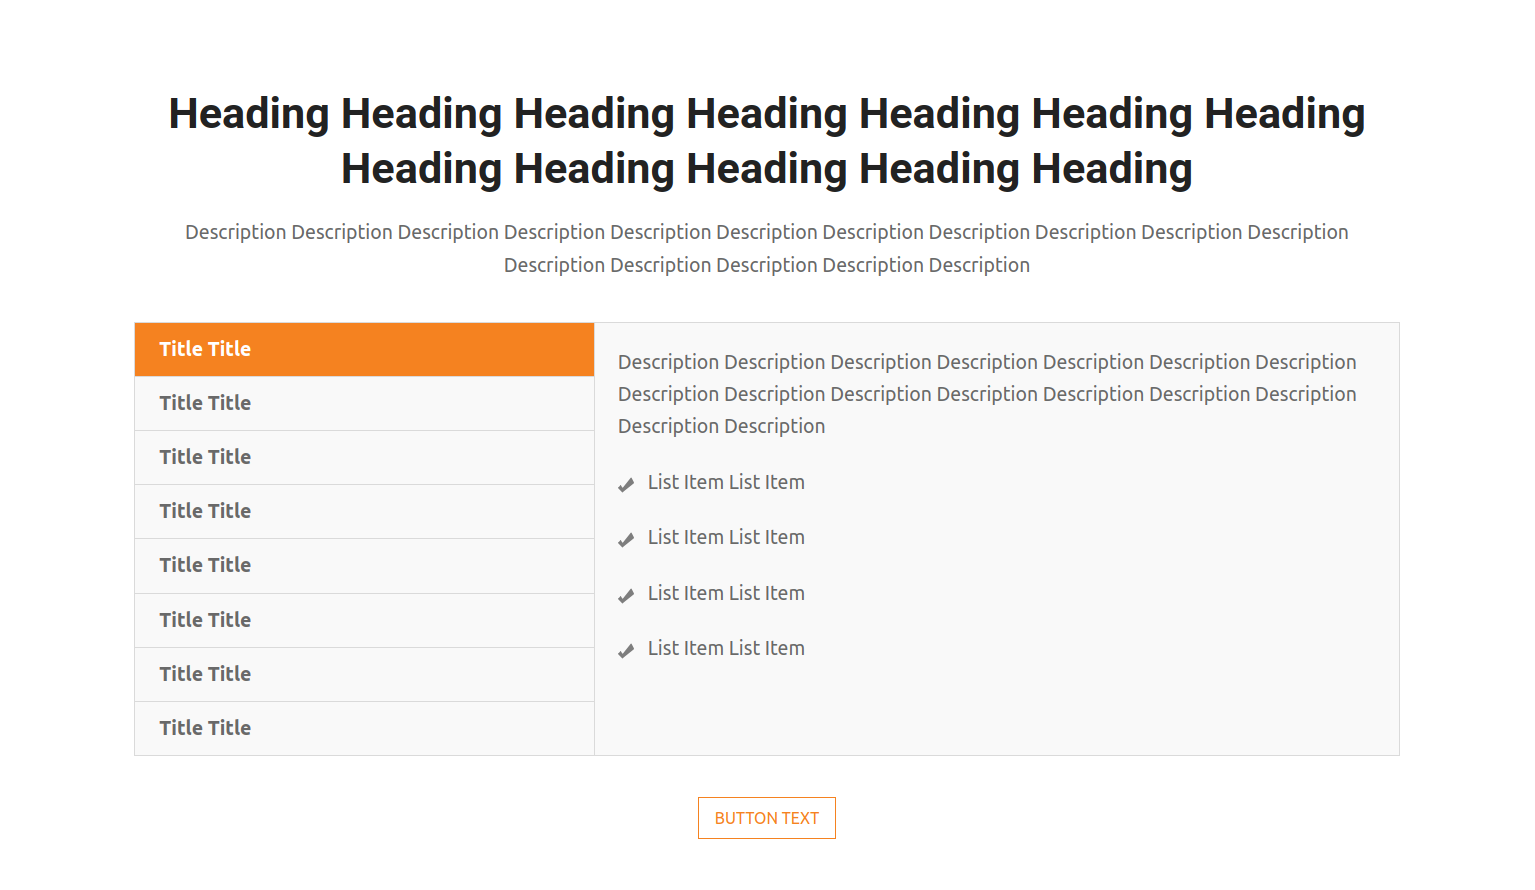 Heading Heading Heading Heading Heading Heading Heading
Heading Heading Heading Heading Heading
Description Description Description Description Description Description Description Description Description Description Description
Description Description Description Description Description
Title Title
Title Title
Title Title
Title Title
Title Title
Title Title
Title Title
Title Title
Description Description Description Description Description Description Description
Description Description Description Description Description Description Description
Description Description
List Item List Item
List Item List Item
List Item List Item
List Item List Item
BUTTON TEXT